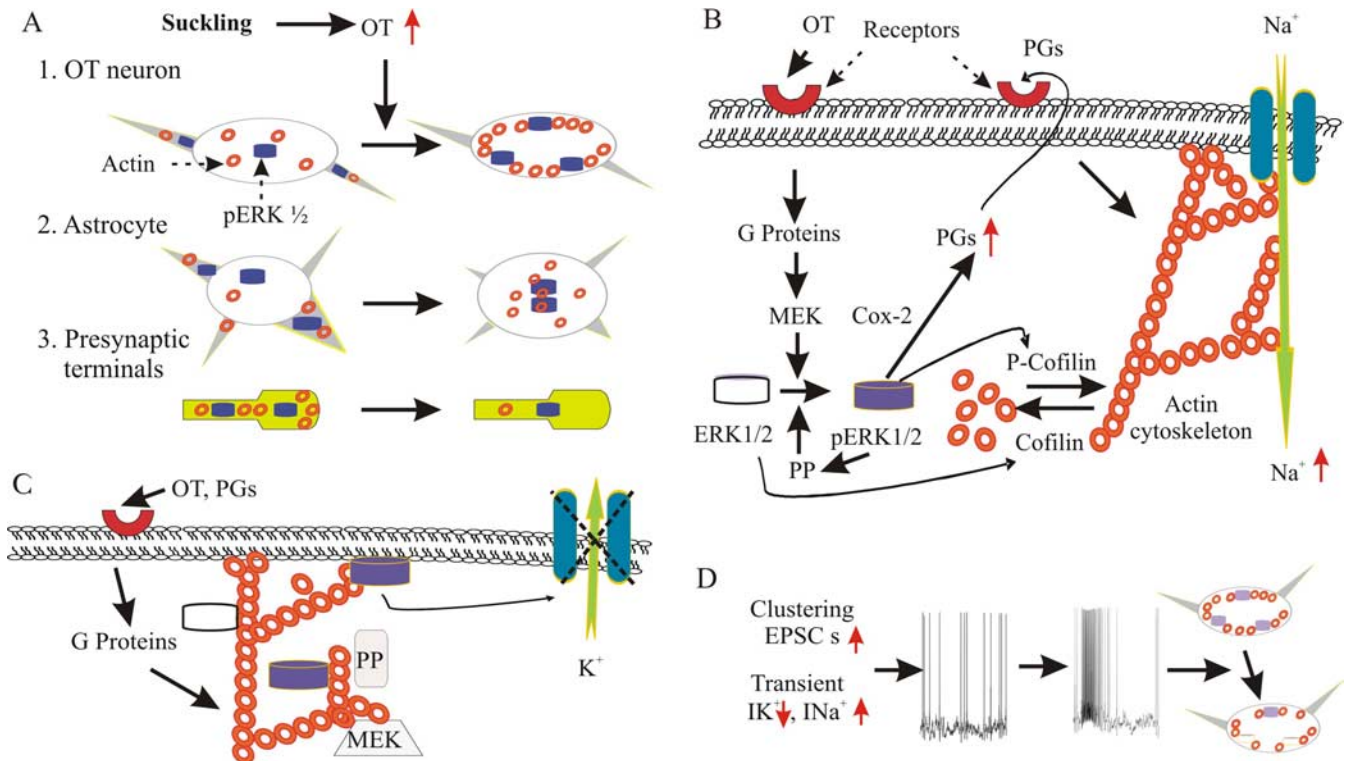 A
Suckling
OT
1. OT neuron
Actin
pERK ½
2. Astrocyte
3. Presynaptic
terminals
B
OT
Receptors
PGs
Na⁺
G Proteins
PGs
MEK
Cox-2
P-Cofilin
ERK1/2
pERK1/2
Cofilin
Actin
cytoskeleton
PP
Na⁺
C
OT, PGs
G Proteins
PP
MEK
K⁺
D
Clustering
EPSC s
Transient
IK⁺, INa⁺